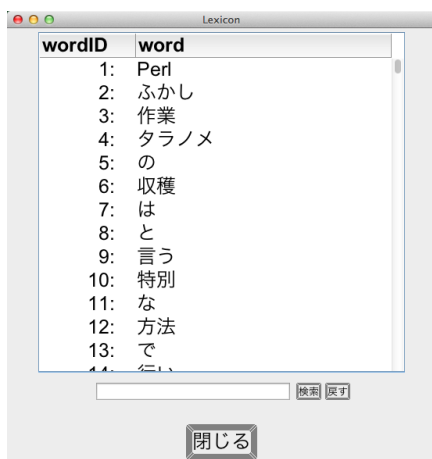 Lexicon
wordID word
1: Perl
2: ふかし
3: 作業
4: タラノメ
5: の
6: 収穫
7: は
8: と
9: 言う
10: 特別
11: な
12: 方法
13: で
検索 戻す
閉じる